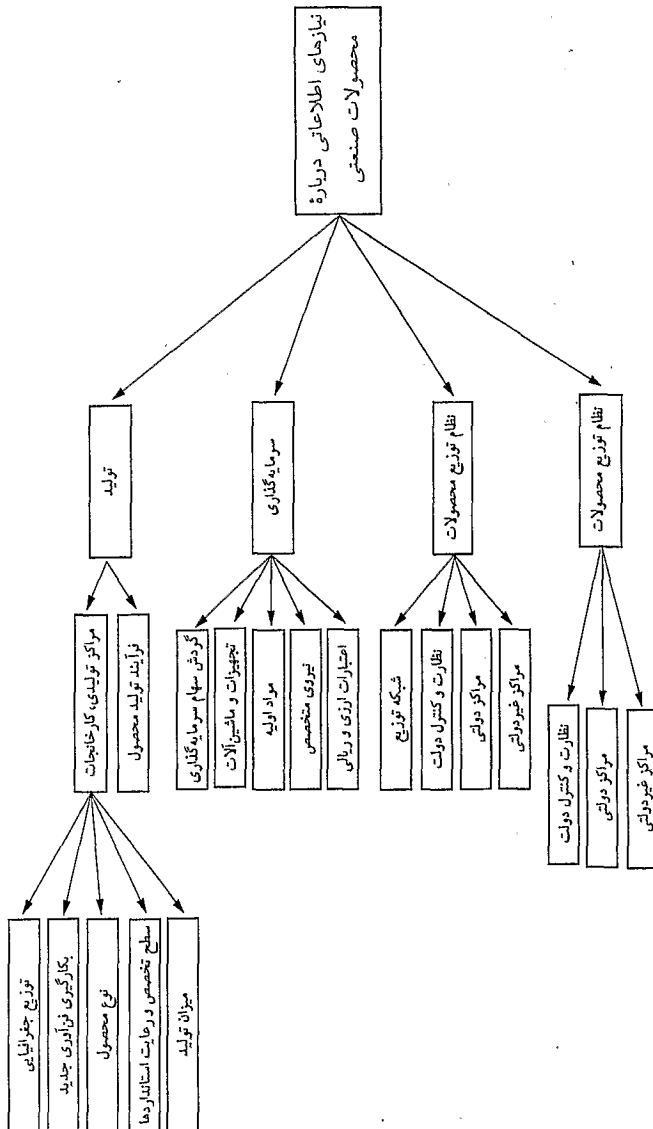 نیازهای اطلاعاتی دربارهٔ
محصولات صنعتی
نظام توزیع محصولات
نظام توزیع محصولات
سرمایه‌گذاری
تولید
مراکز غیردولتی
مراکز دولتی
نظارت و کنترل دولت
مراکز غیردولتی
مراکز دولتی
نظارت و کنترل دولت
شبکه توزیع
اعتبارات ارزی و ریالی
نیروی متخصص
مواد اولیه
تجهیزات و ماشین‌آلات
گردش سهام سرمایه‌گذاری
فرآیند تولید محصول
مراکز تولیدی، کارخانجات
میزان تولید
سطح تخصص و رعایت استانداردها
نوع محصول
بکارگیری فن‌آوری جدید
توزیع جغرافیایی